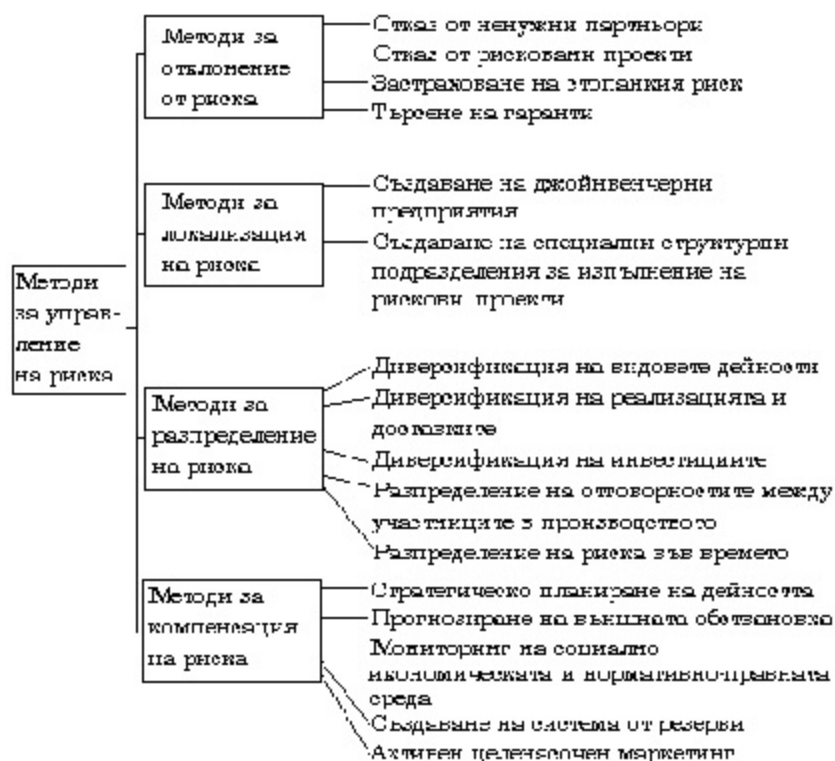 Методи
за управ-
ление
на риска
Методи за
отклонение
от риска
Отказ от ненужни партньори
Отказ от рисковани проекти
Застраховане на стопанкия риск
Търсене на гаранти
Методи за
локализация
на риска
Създаване на джойнвенчерни
предприятия
Създаване на специални структурни
подразделения за изпълнение на
рискови проекти
Методи за
разпределение
на риска
Диверсификация на видовете дейности
Диверсификация на реализацията и
доставките
Диверсификация на инвестициите
Разпределение на отговорностите между
участниците в производството
Разпределение на риска във времето
Методи за
компенсация
на риска
Стратегическо планиране на дейността
Прогнозиране на външната обстановка
Мониторинг на социално
икономическата и нормативно-правната
среда
Създаване на система от резерви
Активен целенасочен маркетинг